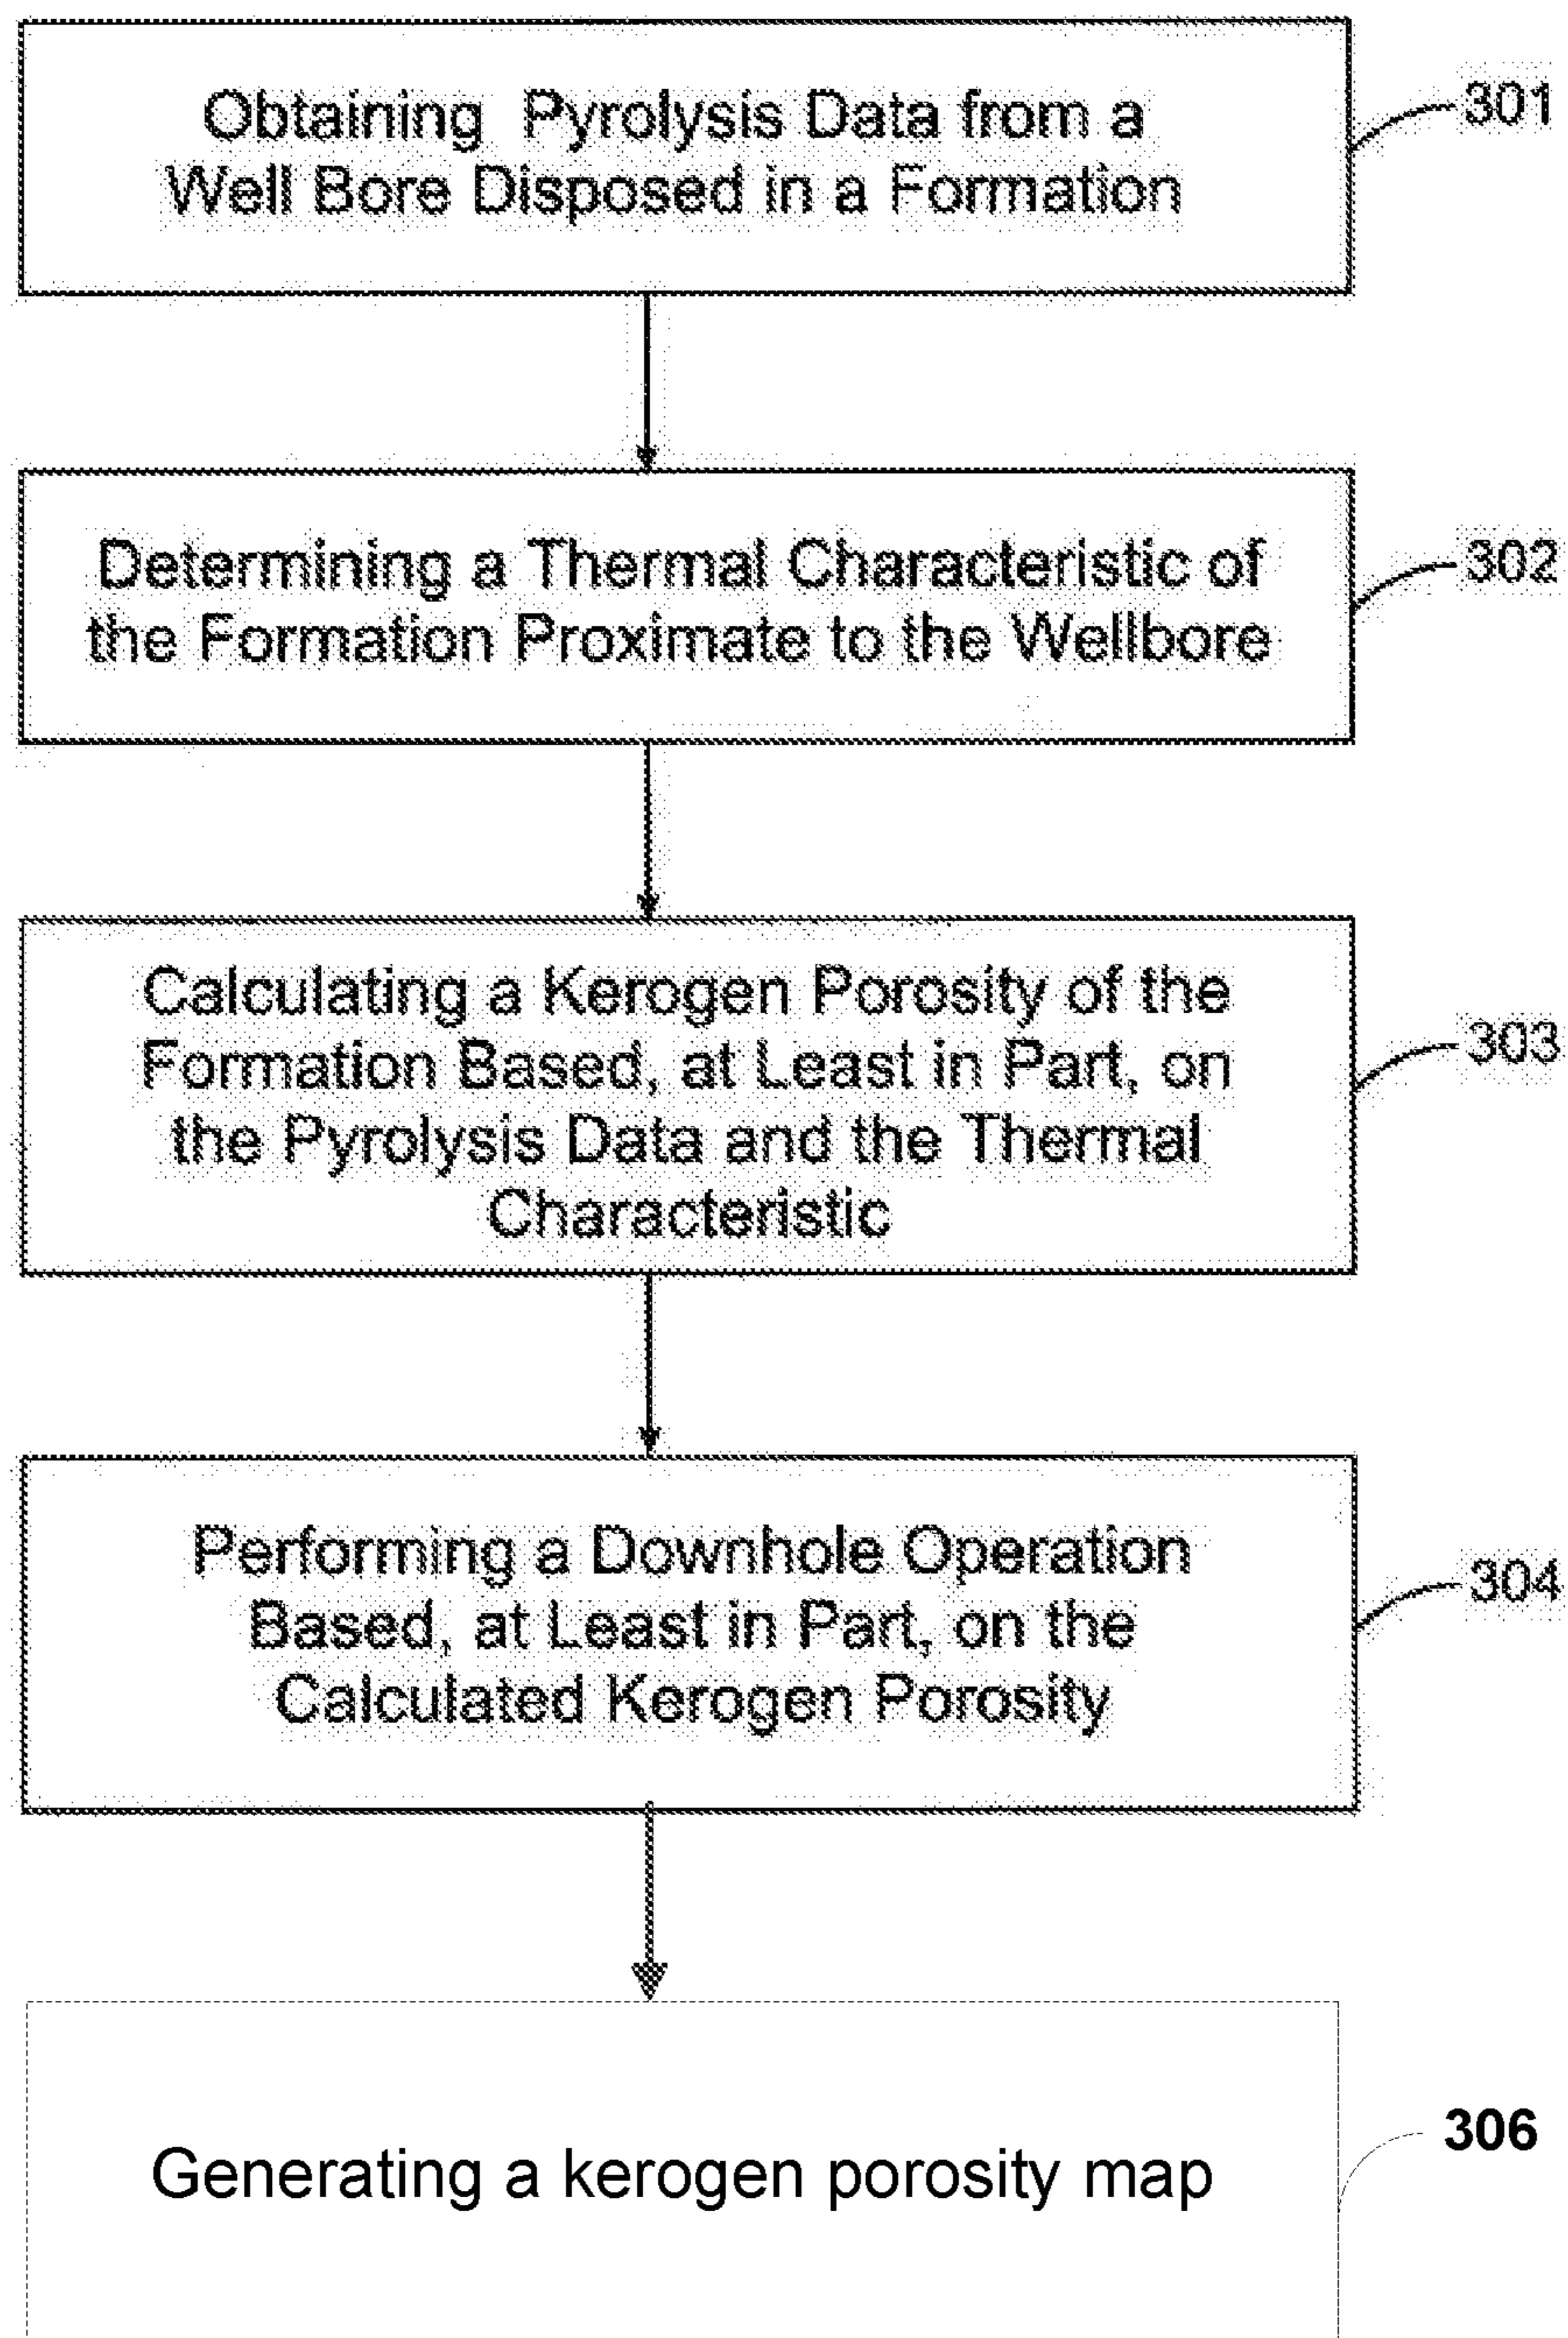 Obtaining Pyrolysis Data from a
Well Bore Disposed in a Formation
301
Determining a Thermal Characteristic of
the Formation Proximate to the Wellbore
302
Calculating a Kerogen Porosity of the
Formation Based, at Least in Part, on
the Pyrolysis Data and the Thermal
Characteristic
303
Performing a Downhole Operation
Based, at Least in Part, on the
Calculated Kerogen Porosity
304
Generating a kerogen porosity map
306